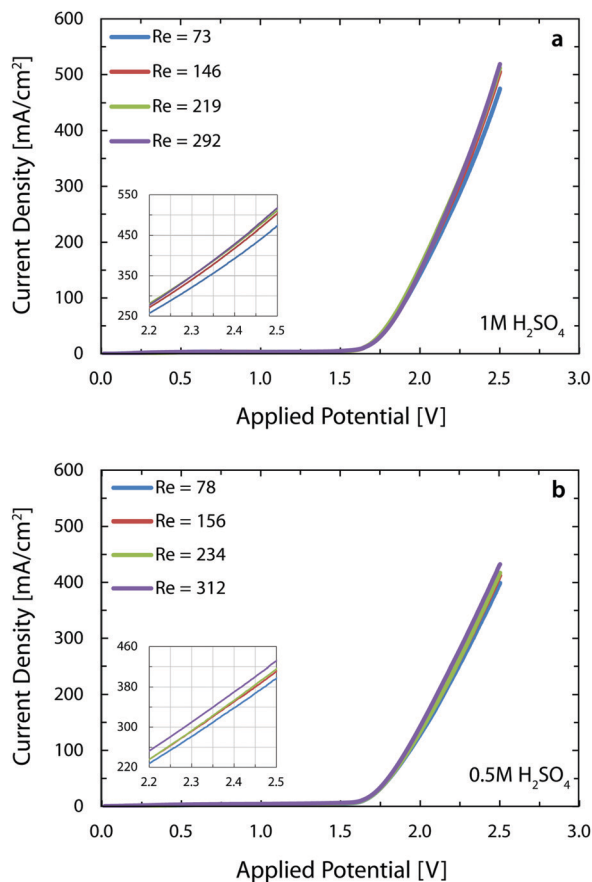 600
500
400
300
200
100
0
Current Density [mA/cm²]
a
Re = 73
Re = 146
Re = 219
Re = 292
550
450
350
250
2.2 2.3 2.4 2.5
1M H₂SO₄
0.0 0.5 1.0 1.5 2.0 2.5 3.0
Applied Potential [V]
600
500
400
300
200
100
0
Current Density [mA/cm²]
b
Re = 78
Re = 156
Re = 234
Re = 312
460
380
300
220
2.2 2.3 2.4 2.5
0.5M H₂SO₄
0.0 0.5 1.0 1.5 2.0 2.5 3.0
Applied Potential [V]